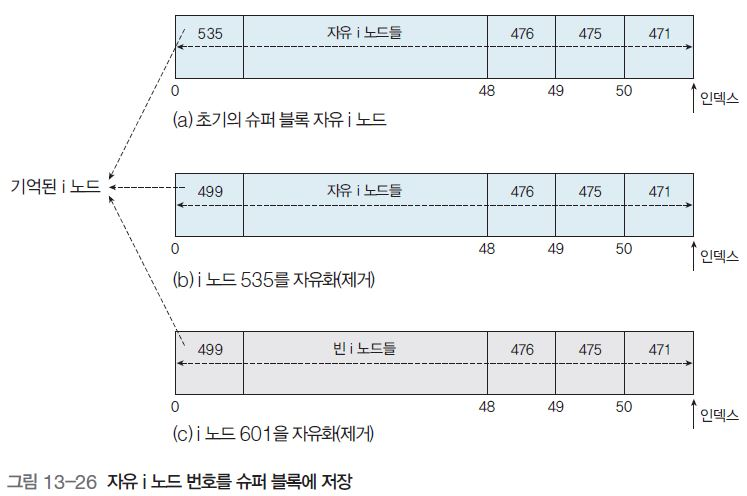 535 자유 i 노드들 476 475 471
0 48 49 50 인덱스
(a) 초기의 슈퍼 블록 자유 i 노드
기억된 i 노드
499 자유 i 노드들 476 475 471
0 48 49 50 인덱스
(b) i 노드 535를 자유화(제거)
499 빈 i 노드들 476 475 471
0 48 49 50 인덱스
(c) i 노드 601을 자유화(제거)
그림 13-26 자유 i 노드 번호를 슈퍼 블록에 저장